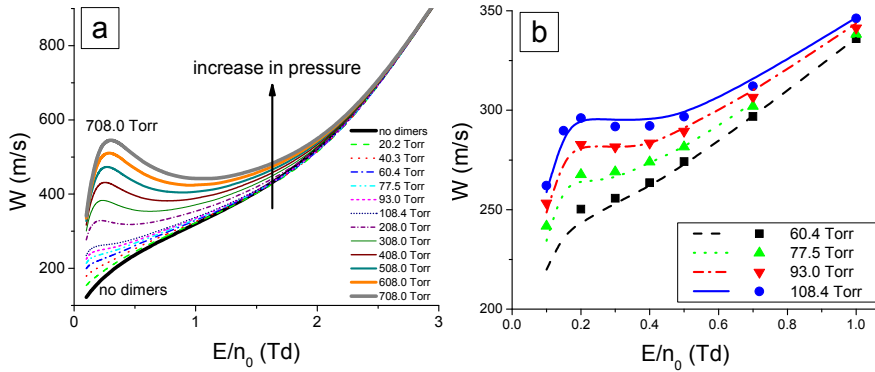 a
900
600
400
200
W (m/s)
0
1
2
3
E/n0 (Td)
increase in pressure
708.0 Torr
no dimers
no dimers
20.2 Torr
40.3 Torr
60.4 Torr
77.5 Torr
93.0 Torr
108.4 Torr
208.0 Torr
308.0 Torr
408.0 Torr
508.0 Torr
608.0 Torr
708.0 Torr
b
350
300
250
200
W (m/s)
0.0
0.2
0.4
0.6
0.8
1.0
E/n0 (Td)
60.4 Torr
77.5 Torr
93.0 Torr
108.4 Torr